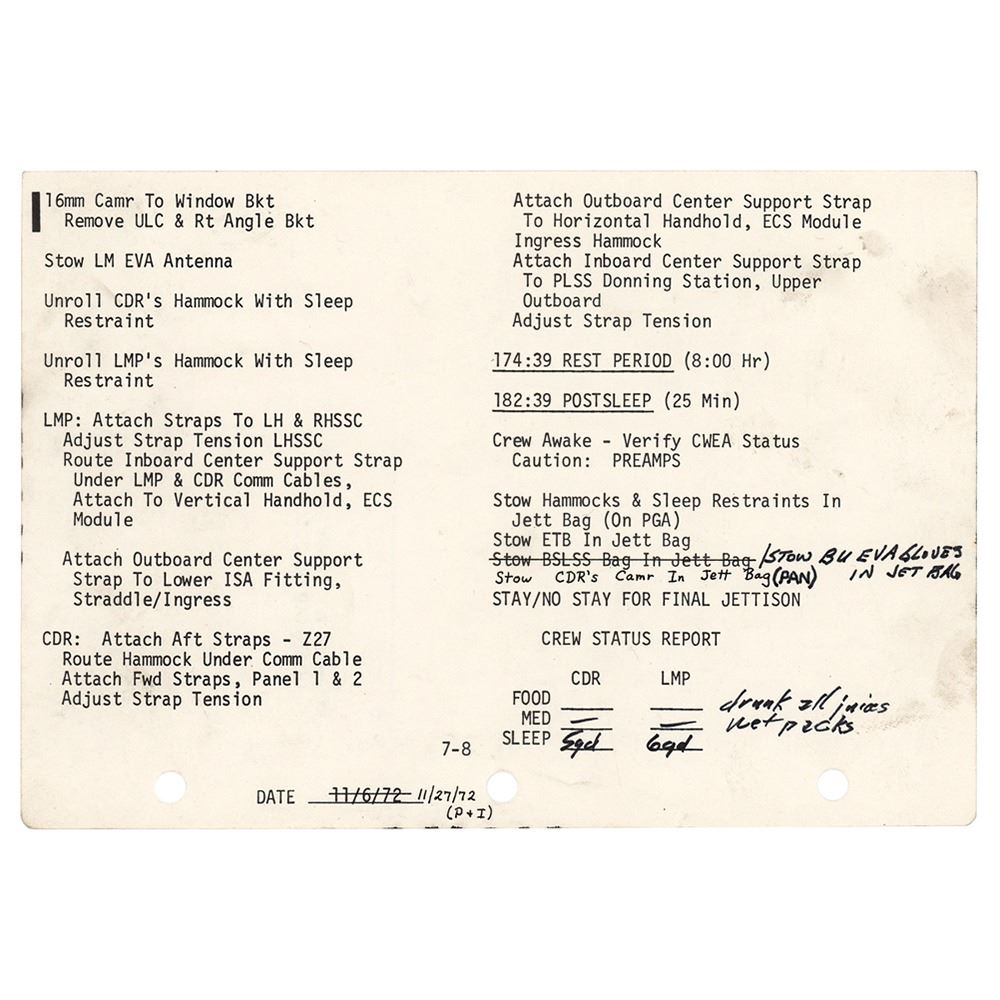 16mm Camr To Window Bkt
Remove ULC & Rt Angle Bkt
Stow LM EVA Antenna
Unroll CDR's Hammock With Sleep
Restraint
Unroll LMP's Hammock With Sleep
Restraint
LMP: Attach Straps To LH & RHSSC
Adjust Strap Tension LHSSC
Route Inboard Center Support Strap
Under LMP & CDR Comm Cables,
Attach To Vertical Handhold, ECS
Module
Attach Outboard Center Support
Strap To Lower ISA Fitting,
Straddle/Ingress
CDR: Attach Aft Straps - Z27
Route Hammock Under Comm Cable
Attach Fwd Straps, Panel 1 & 2
Adjust Strap Tension
Attach Outboard Center Support Strap
To Horizontal Handhold, ECS Module
Ingress Hammock
Attach Inboard Center Support Strap
To PLSS Donning Station, Upper
Outboard
Adjust Strap Tension
174:39 REST PERIOD (8:00 Hr)
182:39 POSTSLEEP (25 Min)
Crew Awake - Verify CWEA Status
Caution: PREAMPS
Stow Hammocks & Sleep Restraints In
Jett Bag (On PGA)
Stow ETB In Jett Bag
Stow BSLSS Bag In Jett Bag /STOW BU EVA GLOVES
Stow CDR's Camr In Jett Bag (PAN) IN JET BAG
STAY/NO STAY FOR FINAL JETTISON
CREW STATUS REPORT
CDR LMP
FOOD drank all juices
MED — — wet packs
SLEEP 5gd 6gd
7-8
DATE 11/6/72 11/27/72
(P+I)